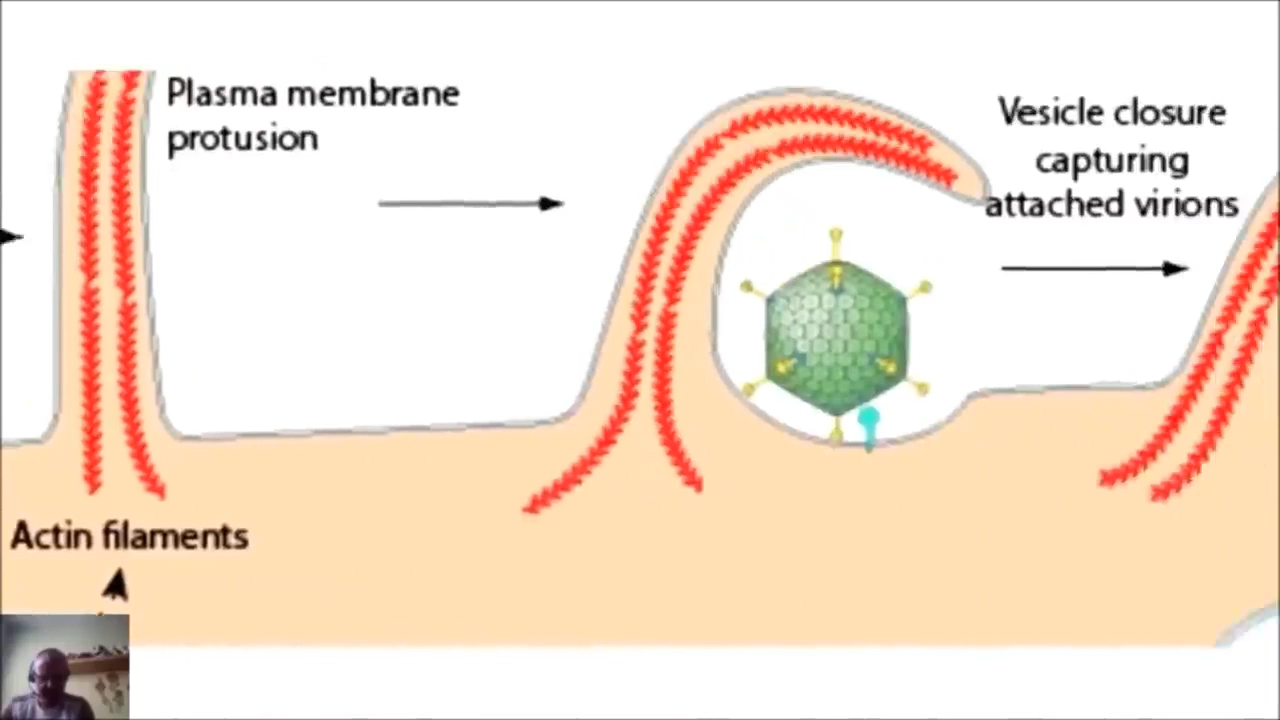 Plasma membrane
protusion
Vesicle closure
capturing
attached virions
Actin filaments